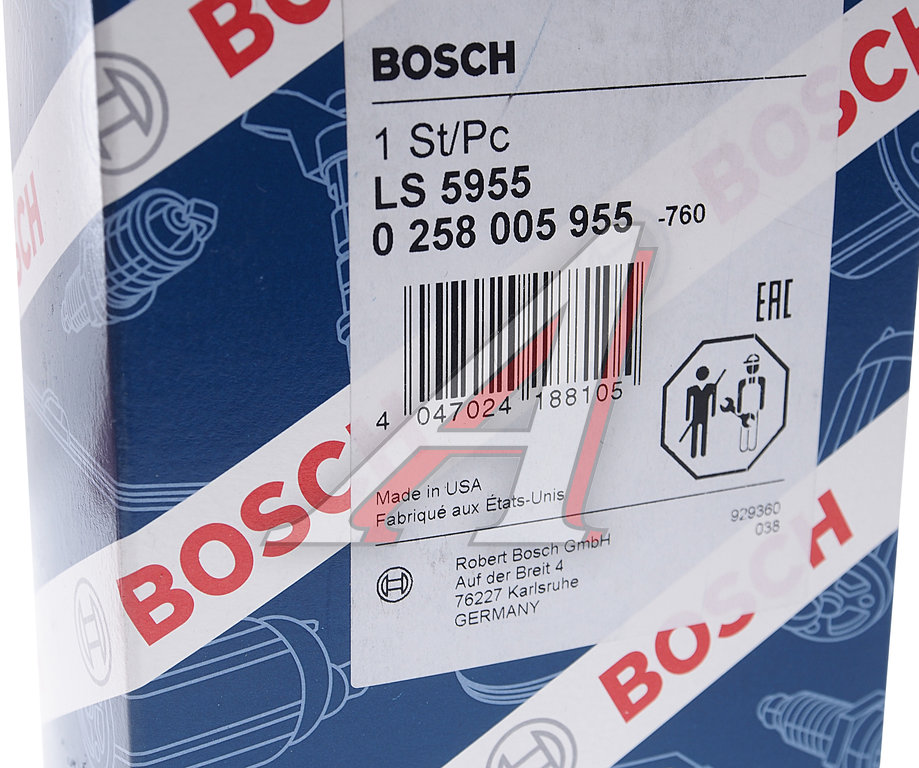 BOSCH
BOSCH
BOSCH
1 St/Pc
LS 5955
0 258 005 955 -760
EAC
4 047024 188105
Made in USA
Fabriqué aux États-Unis
929360
038
Robert Bosch GmbH
Auf der Breit 4
76227 Karlsruhe
GERMANY
BOSCH
BOSCH
BOSCH